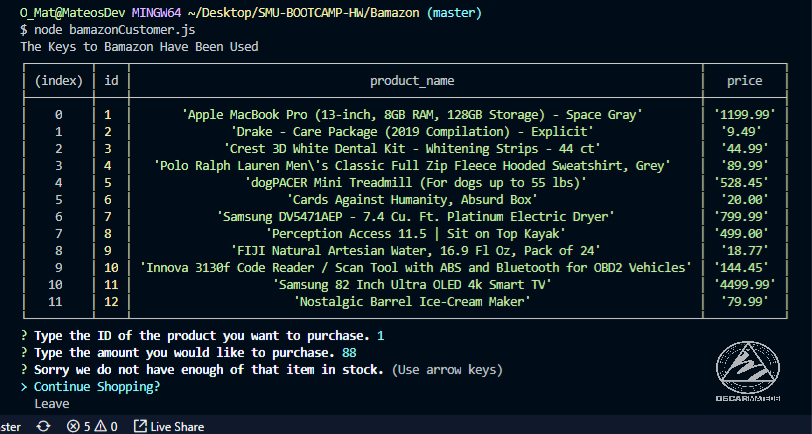 O_Mat@MateosDev MINGW64 ~/Desktop/SMU-BOOTCAMP-HW/Bamazon (master)
$ node bamazonCustomer.js
The Keys to Bamazon Have Been Used
(index) id product_name price
0 1 'Apple MacBook Pro (13-inch, 8GB RAM, 128GB Storage) - Space Gray' '1199.99'
1 2 'Drake - Care Package (2019 Compilation) - Explicit' '9.49'
2 3 'Crest 3D White Dental Kit - Whitening Strips - 44 ct' '44.99'
3 4 'Polo Ralph Lauren Men\'s Classic Full Zip Fleece Hooded Sweatshirt, Grey' '89.99'
4 5 'dogPACER Mini Treadmill (For dogs up to 55 lbs)' '528.45'
5 6 'Cards Against Humanity, Absurd Box' '20.00'
6 7 'Samsung DV5471AEP - 7.4 Cu. Ft. Platinum Electric Dryer' '799.99'
7 8 'Perception Access 11.5 | Sit on Top Kayak' '499.00'
8 9 'FIJI Natural Artesian Water, 16.9 Fl Oz, Pack of 24' '18.77'
9 10 'Innova 3130f Code Reader / Scan Tool with ABS and Bluetooth for OBD2 Vehicles' '144.45'
10 11 'Samsung 82 Inch Ultra OLED 4k Smart TV' '4499.99'
11 12 'Nostalgic Barrel Ice-Cream Maker' '79.99'
? Type the ID of the product you want to purchase. 1
? Type the amount you would like to purchase. 88
? Sorry we do not have enough of that item in stock. (Use arrow keys)
> Continue Shopping?
Leave
OSCARMATEOS
ster 5 0 Live Share